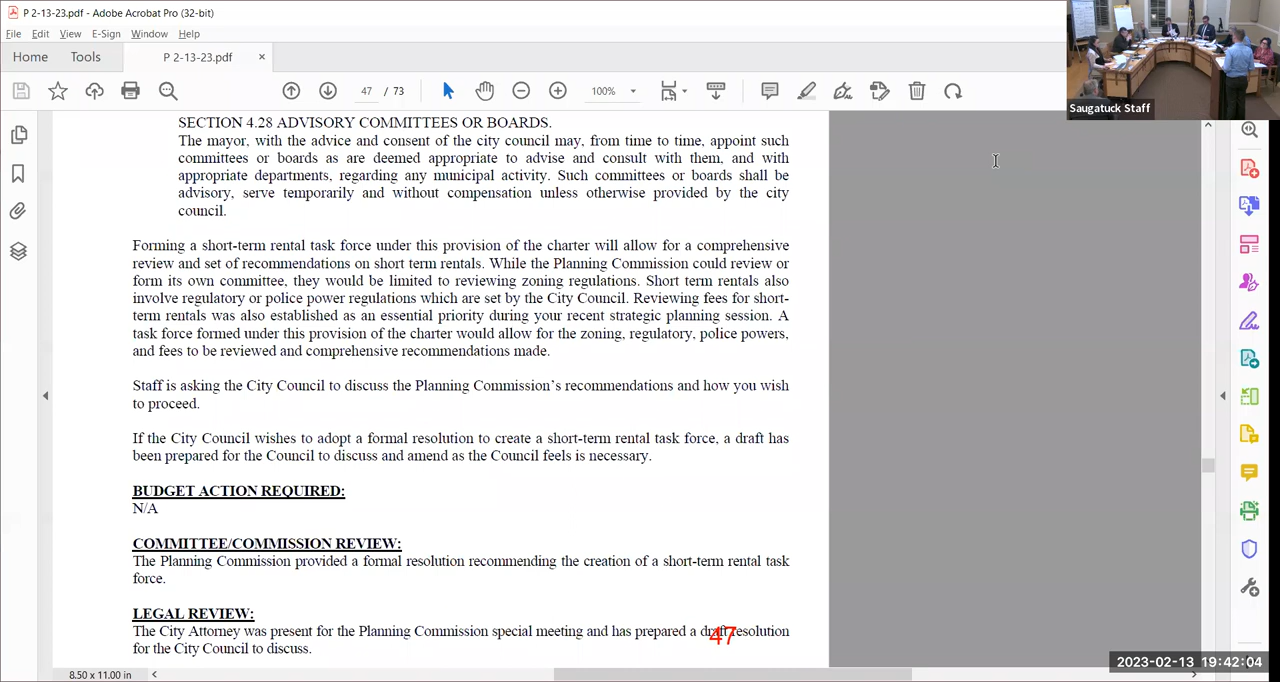 P 2-13-23.pdf - Adobe Acrobat Pro (32-bit)
File Edit View E-Sign Window Help
Home Tools P 2-13-23.pdf ×
47 / 73 100%
Saugatuck Staff
SECTION 4.28 ADVISORY COMMITTEES OR BOARDS.
The mayor, with the advice and consent of the city council may, from time to time, appoint such
committees or boards as are deemed appropriate to advise and consult with them, and with
appropriate departments, regarding any municipal activity. Such committees or boards shall be
advisory, serve temporarily and without compensation unless otherwise provided by the city
council.
Forming a short-term rental task force under this provision of the charter will allow for a comprehensive
review and set of recommendations on short term rentals. While the Planning Commission could review or
form its own committee, they would be limited to reviewing zoning regulations. Short term rentals also
involve regulatory or police power regulations which are set by the City Council. Reviewing fees for short-
term rentals was also established as an essential priority during your recent strategic planning session. A
task force formed under this provision of the charter would allow for the zoning, regulatory, police powers,
and fees to be reviewed and comprehensive recommendations made.
Staff is asking the City Council to discuss the Planning Commission's recommendations and how you wish
to proceed.
If the City Council wishes to adopt a formal resolution to create a short-term rental task force, a draft has
been prepared for the Council to discuss and amend as the Council feels is necessary.
BUDGET ACTION REQUIRED:
N/A
COMMITTEE/COMMISSION REVIEW:
The Planning Commission provided a formal resolution recommending the creation of a short-term rental task
force.
LEGAL REVIEW:
The City Attorney was present for the Planning Commission special meeting and has prepared a draft resolution
for the City Council to discuss.
47
8.50 x 11.00 in
2023-02-13 19:42:04